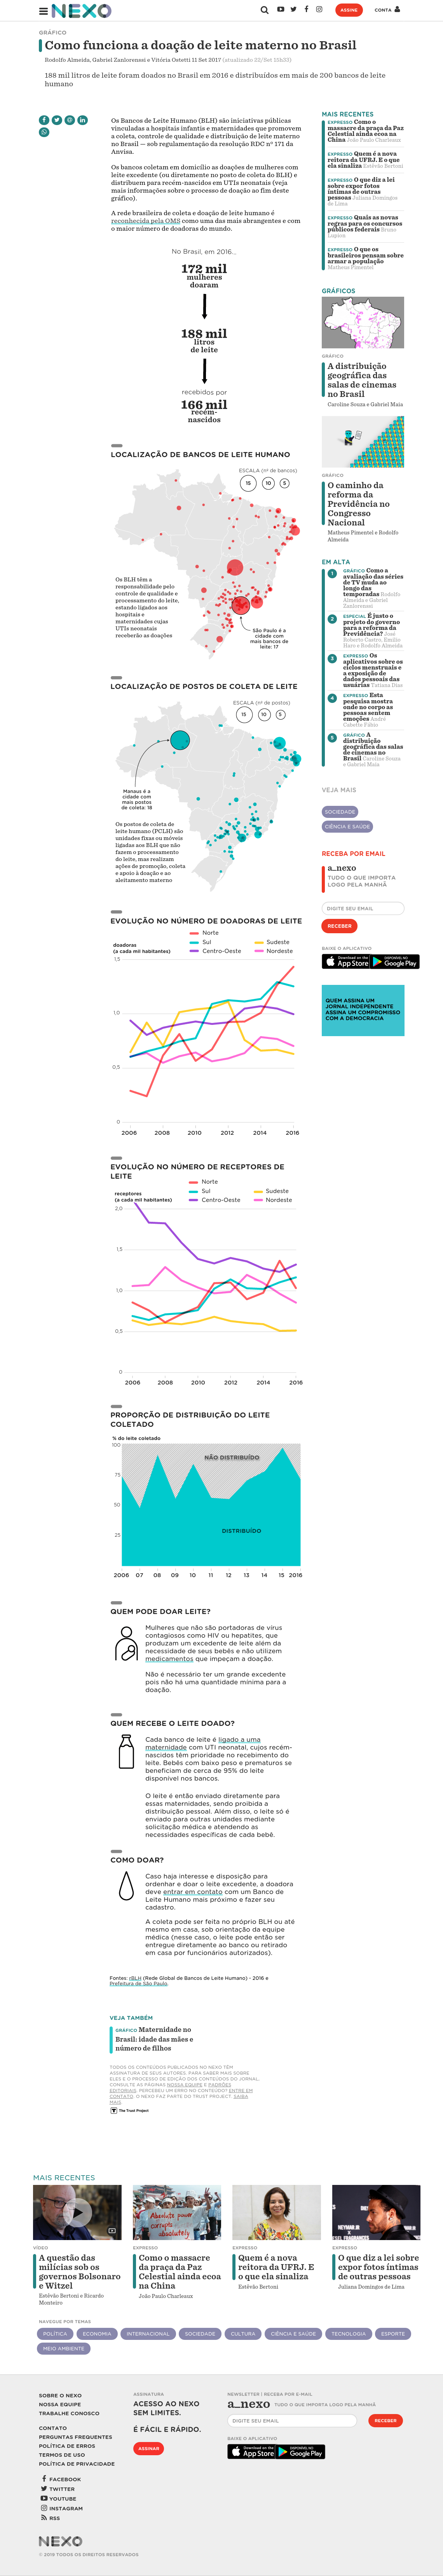 NEXO
ASSINE
CONTA
GRÁFICO
Como funciona a doação de leite materno no Brasil
Rodolfo Almeida, Gabriel Zanlorenssi e Vitória Ostetti 11 Set 2017 (atualizado 22/Set 15h33)
188 mil litros de leite foram doados no Brasil em 2016 e distribuídos em mais de 200 bancos de leite
humano
Os Bancos de Leite Humano (BLH) são iniciativas públicas
vinculadas a hospitais infantis e maternidades que promovem
a coleta, controle de qualidade e distribuição de leite materno
no Brasil — sob regulamentação da resolução RDC nº 171 da
Anvisa.
Os bancos coletam em domicílio as doações de mulheres com
leite excedente (ou diretamente no posto de coleta do BLH) e
distribuem para recém-nascidos em UTIs neonatais (veja
mais informação sobre o processo de doação ao fim deste
gráfico).
A rede brasileira de coleta e doação de leite humano é
reconhecida pela OMS como uma das mais abrangentes e com
o maior número de doadoras do mundo.
No Brasil, em 2016...
172 mil
mulheres
doaram
188 mil
litros
de leite
recebidos por
166 mil
recém-
nascidos
LOCALIZAÇÃO DE BANCOS DE LEITE HUMANO
ESCALA (nº de bancos)
15 10 5
Os BLH têm a
responsabilidade pelo
controle de qualidade e
processamento do leite,
estando ligados aos
hospitais e
maternidades cujas
UTIs neonatais
receberão as doações
São Paulo é a
cidade com
mais bancos de
leite: 17
LOCALIZAÇÃO DE POSTOS DE COLETA DE LEITE
ESCALA (nº de postos)
15 10 5
Manaus é a
cidade com
mais postos
de coleta: 18
Os postos de coleta de
leite humano (PCLH) são
unidades fixas ou móveis
ligadas aos BLH que não
fazem o processamento
do leite, mas realizam
ações de promoção, coleta
e apoio à doação e ao
aleitamento materno
EVOLUÇÃO NO NÚMERO DE DOADORAS DE LEITE
doadoras
(a cada mil habitantes)
Norte
Sul
Sudeste
Centro-Oeste
Nordeste
1,5
1,0
0,5
0
2006 2008 2010 2012 2014 2016
EVOLUÇÃO NO NÚMERO DE RECEPTORES DE
LEITE
receptores
(a cada mil habitantes)
Norte
Sul
Sudeste
Centro-Oeste
Nordeste
2,0
1,5
1,0
0,5
0
2006 2008 2010 2012 2014 2016
PROPORÇÃO DE DISTRIBUIÇÃO DO LEITE
COLETADO
% do leite coletado
100
75
50
25
NÃO DISTRIBUÍDO
DISTRIBUÍDO
2006 07 08 09 10 11 12 13 14 15 2016
QUEM PODE DOAR LEITE?
Mulheres que não são portadoras de vírus
contagiosos como HIV ou hepatites, que
produzam um excedente de leite além da
necessidade de seus bebês e não utilizem
medicamentos que impeçam a doação.
Não é necessário ter um grande excedente
pois não há uma quantidade mínima para a
doação.
QUEM RECEBE O LEITE DOADO?
Cada banco de leite é ligado à uma
maternidade com UTI neonatal, cujos recém-
nascidos têm prioridade no recebimento do
leite. Bebês com baixo peso e prematuros se
beneficiam de cerca de 95% do leite
disponível nos bancos.
O leite é então enviado diretamente para
essas maternidades, sendo proibida a
distribuição pessoal. Além disso, o leite só é
enviado para outras unidades mediante
solicitação médica e atendendo as
necessidades específicas de cada bebê.
COMO DOAR?
Caso haja interesse e disposição para
ordenhar e doar o leite excedente, a doadora
deve entrar em contato com um Banco de
Leite Humano mais próximo e fazer seu
cadastro.
A coleta pode ser feita no próprio BLH ou até
mesmo em casa, sob orientação da equipe
médica (nesse caso, o leite pode então ser
entregue diretamente ao banco ou retirado
em casa por funcionários autorizados).
Fontes: rBLH (Rede Global de Bancos de Leite Humano) - 2016 e
Prefeitura de São Paulo.
VEJA TAMBÉM
GRÁFICO Maternidade no
Brasil: idade das mães e
número de filhos
TODOS OS CONTEÚDOS PUBLICADOS NO NEXO TÊM
ASSINATURA DE SEUS AUTORES. PARA SABER MAIS SOBRE
ELES E O PROCESSO DE EDIÇÃO DOS CONTEÚDOS DO JORNAL,
CONSULTE AS PÁGINAS NOSSA EQUIPE E PADRÕES
EDITORIAIS. PERCEBEU UM ERRO NO CONTEÚDO? ENTRE EM
CONTATO. O NEXO FAZ PARTE DO TRUST PROJECT. SAIBA
MAIS.
The Trust Project
MAIS RECENTES
EXPRESSO Como o
massacre da praça da Paz
Celestial ainda ecoa na
China João Paulo Charleaux
EXPRESSO Quem é a nova
reitora da UFRJ. E o que
ela sinaliza Estêvão Bertoni
EXPRESSO O que diz a lei
sobre expor fotos
íntimas de outras
pessoas Juliana Domingos
de Lima
EXPRESSO Quais as novas
regras para os concursos
públicos federais Bruno
Lupion
EXPRESSO O que os
brasileiros pensam sobre
armar a população
Matheus Pimentel
GRÁFICOS
GRÁFICO
A distribuição
geográfica das
salas de cinemas
no Brasil
Caroline Souza e Gabriel Maia
GRÁFICO
O caminho da
reforma da
Previdência no
Congresso
Nacional
Matheus Pimentel e Rodolfo
Almeida
EM ALTA
1
GRÁFICO Como a
avaliação das séries
de TV muda ao
longo das
temporadas Rodolfo
Almeida e Gabriel
Zanlorenssi
2
ESPECIAL É justo o
projeto do governo
para a reforma da
Previdência? José
Roberto Castro, Emilio
Haro e Rodolfo Almeida
3
EXPRESSO Os
aplicativos sobre os
ciclos menstruais e
a exposição de
dados pessoais das
usuárias Tatiana Dias
4
EXPRESSO Esta
pesquisa mostra
onde no corpo as
pessoas sentem
emoções André
Cabette Fábio
5
GRÁFICO A
distribuição
geográfica das salas
de cinemas no
Brasil Caroline Souza
e Gabriel Maia
VEJA MAIS
SOCIEDADE
CIÊNCIA E SAÚDE
RECEBA POR EMAIL
a_nexo
TUDO O QUE IMPORTA
LOGO PELA MANHÃ
DIGITE SEU EMAIL
RECEBER
BAIXE O APLICATIVO
Download on the
App Store
DISPONÍVEL NO
Google Play
QUEM ASSINA UM
JORNAL INDEPENDENTE
ASSINA UM COMPROMISSO
COM A DEMOCRACIA
MAIS RECENTES
Absolute power
corrupts
absolutely
VÍDEO
A questão das
milícias sob os
governos Bolsonaro
e Witzel
Estêvão Bertoni e Ricardo
Monteiro
EXPRESSO
Como o massacre
da praça da Paz
Celestial ainda ecoa
na China
João Paulo Charleaux
EXPRESSO
Quem é a nova
reitora da UFRJ. E
o que ela sinaliza
Estêvão Bertoni
EXPRESSO
O que diz a lei sobre
expor fotos íntimas
de outras pessoas
Juliana Domingos de Lima
NAVEGUE POR TEMAS
POLÍTICA
ECONOMIA
INTERNACIONAL
SOCIEDADE
CULTURA
CIÊNCIA E SAÚDE
TECNOLOGIA
ESPORTE
MEIO AMBIENTE
SOBRE O NEXO
NOSSA EQUIPE
TRABALHE CONOSCO
CONTATO
PERGUNTAS FREQUENTES
POLÍTICA DE ERROS
TERMOS DE USO
POLÍTICA DE PRIVACIDADE
FACEBOOK
TWITTER
YOUTUBE
INSTAGRAM
RSS
ASSINATURA
ACESSO AO NEXO
SEM LIMITES.
É FÁCIL E RÁPIDO.
ASSINAR
NEWSLETTER | RECEBA POR E-MAIL
a_nexo TUDO O QUE IMPORTA LOGO PELA MANHÃ
DIGITE SEU EMAIL
RECEBER
BAIXE O APLICATIVO
Download on the
App Store
DISPONÍVEL NO
Google Play
NEXO
© 2019 TODOS OS DIREITOS RESERVADOS